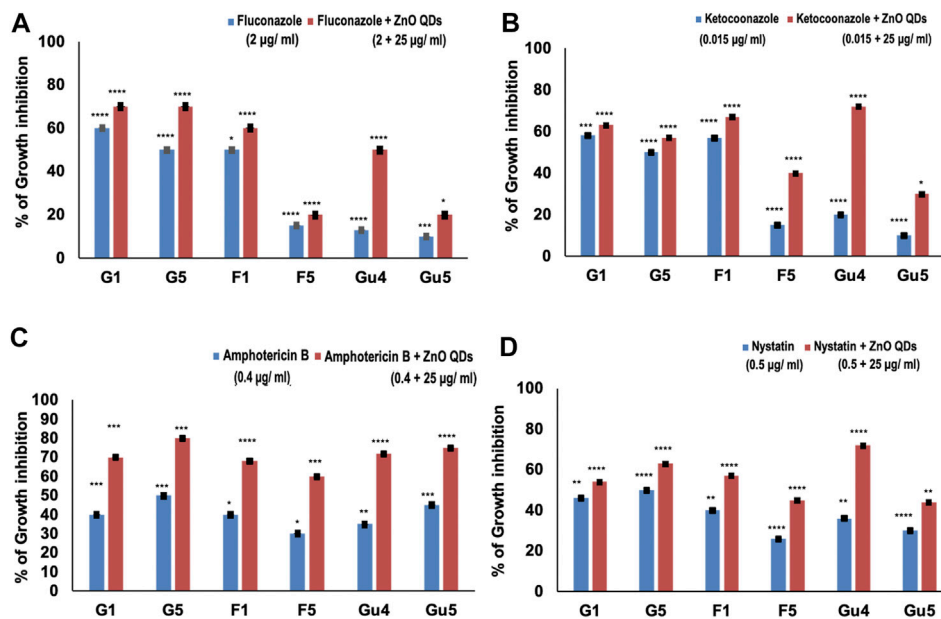 A
Fluconazole Fluconazole + ZnO QDs
(2 µg/ ml) (2 + 25 µg/ ml)
% of Growth inhibition
100
80
60
40
20
0
**** **** **** **** * **** **** **** **** **** *** *
G1 G5 F1 F5 Gu4 Gu5
B
Ketocoonazole Ketocoonazole + ZnO QDs
(0.015 µg/ ml) (0.015 + 25 µg/ ml)
% of Growth inhibition
100
80
60
40
20
0
*** **** **** **** **** **** **** **** **** **** **** *
G1 G5 F1 F5 Gu4 Gu5
C
Amphotericin B Amphotericin B + ZnO QDs
(0.4 µg/ ml) (0.4 + 25 µg/ ml)
% of Growth inhibition
100
90
80
70
60
50
40
30
20
10
0
*** *** *** *** * **** * *** ** **** *** ****
G1 G5 F1 F5 Gu4 Gu5
D
Nystatin Nystatin + ZnO QDs
(0.5 µg/ ml) (0.5 + 25 µg/ ml)
% of Growth inhibition
100
80
60
40
20
0
** **** **** **** ** **** **** **** ** **** **** **
G1 G5 F1 F5 Gu4 Gu5